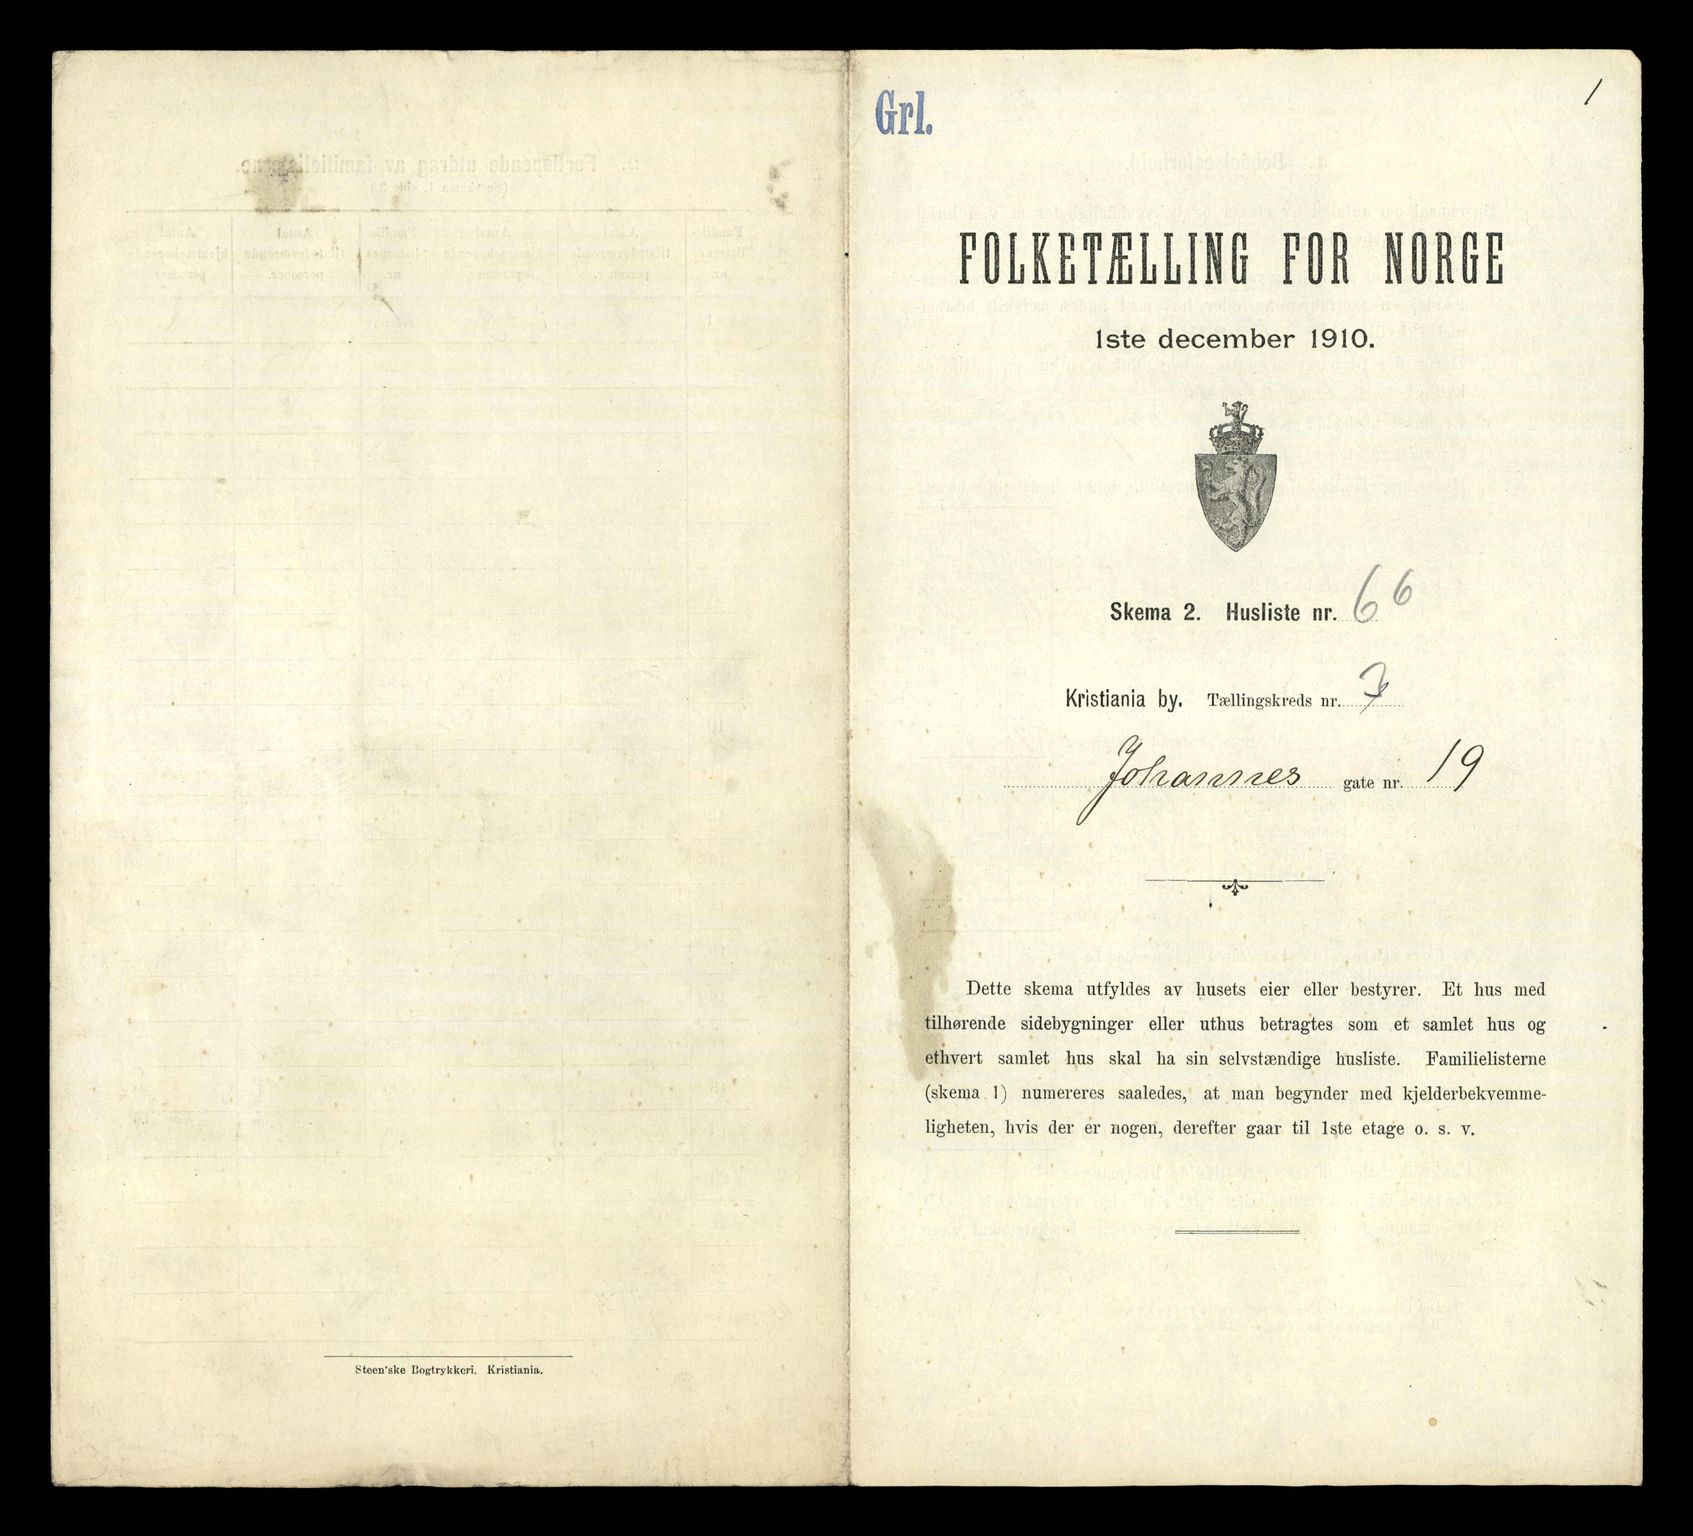 Steen'ske Bogtrykkeri. Kristiania.
1
Grl.
FOLKETÆLLING FOR NORGE
1ste december 1910.
Skema 2. Husliste nr. 66
Kristiania by. Tællingskreds nr. 7
Johannes gate nr. 19
Dette skema utfyldes av husets eier eller bestyrer. Et hus med
tilhørende sidebygninger eller uthus betragtes som et samlet hus og
ethvert samlet hus skal ha sin selvstændige husliste. Familielisterne
(skema 1) numereres saaledes, at man begynder med kjelderbekvemme-
ligheten, hvis der er nogen, derefter gaar til 1ste etage o. s. v.